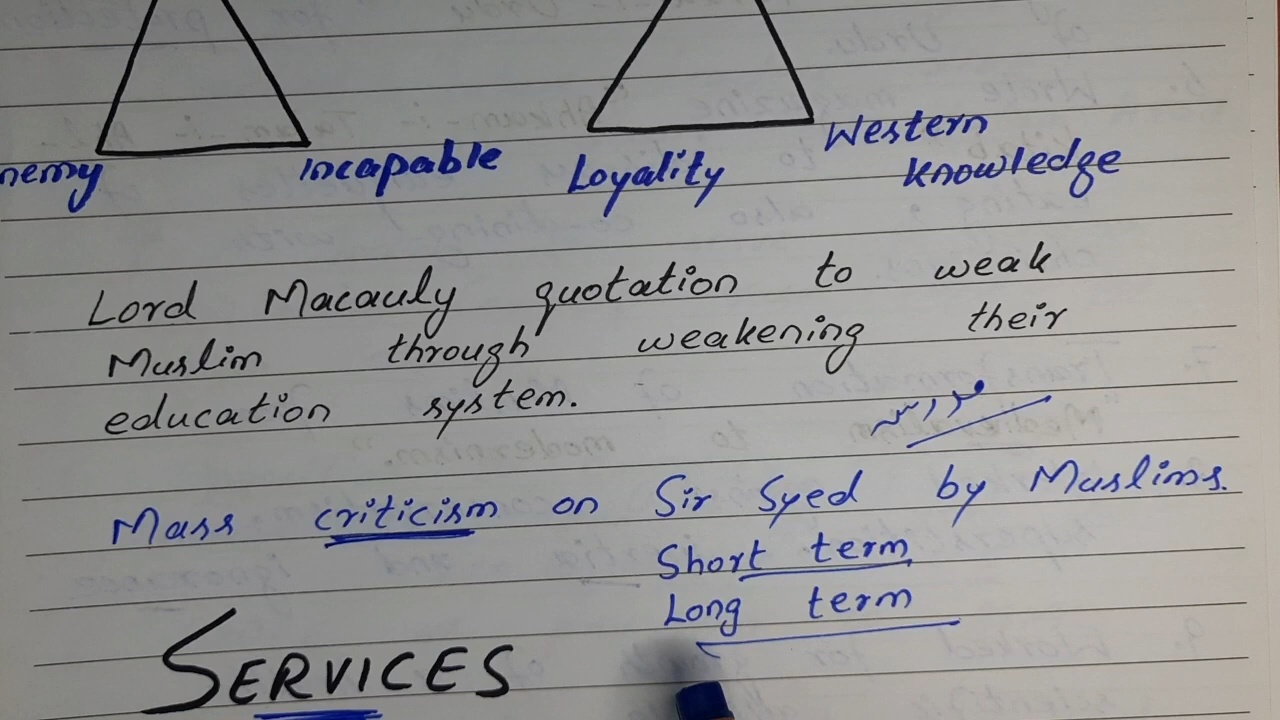 nemy
Incapable
Loyality
Western
knowledge
Lord Macauly quotation to weak
Muslim through weakening their
education system.
Mass criticism on Sir Syed by Muslims.
Short term
Long term
SERVICES